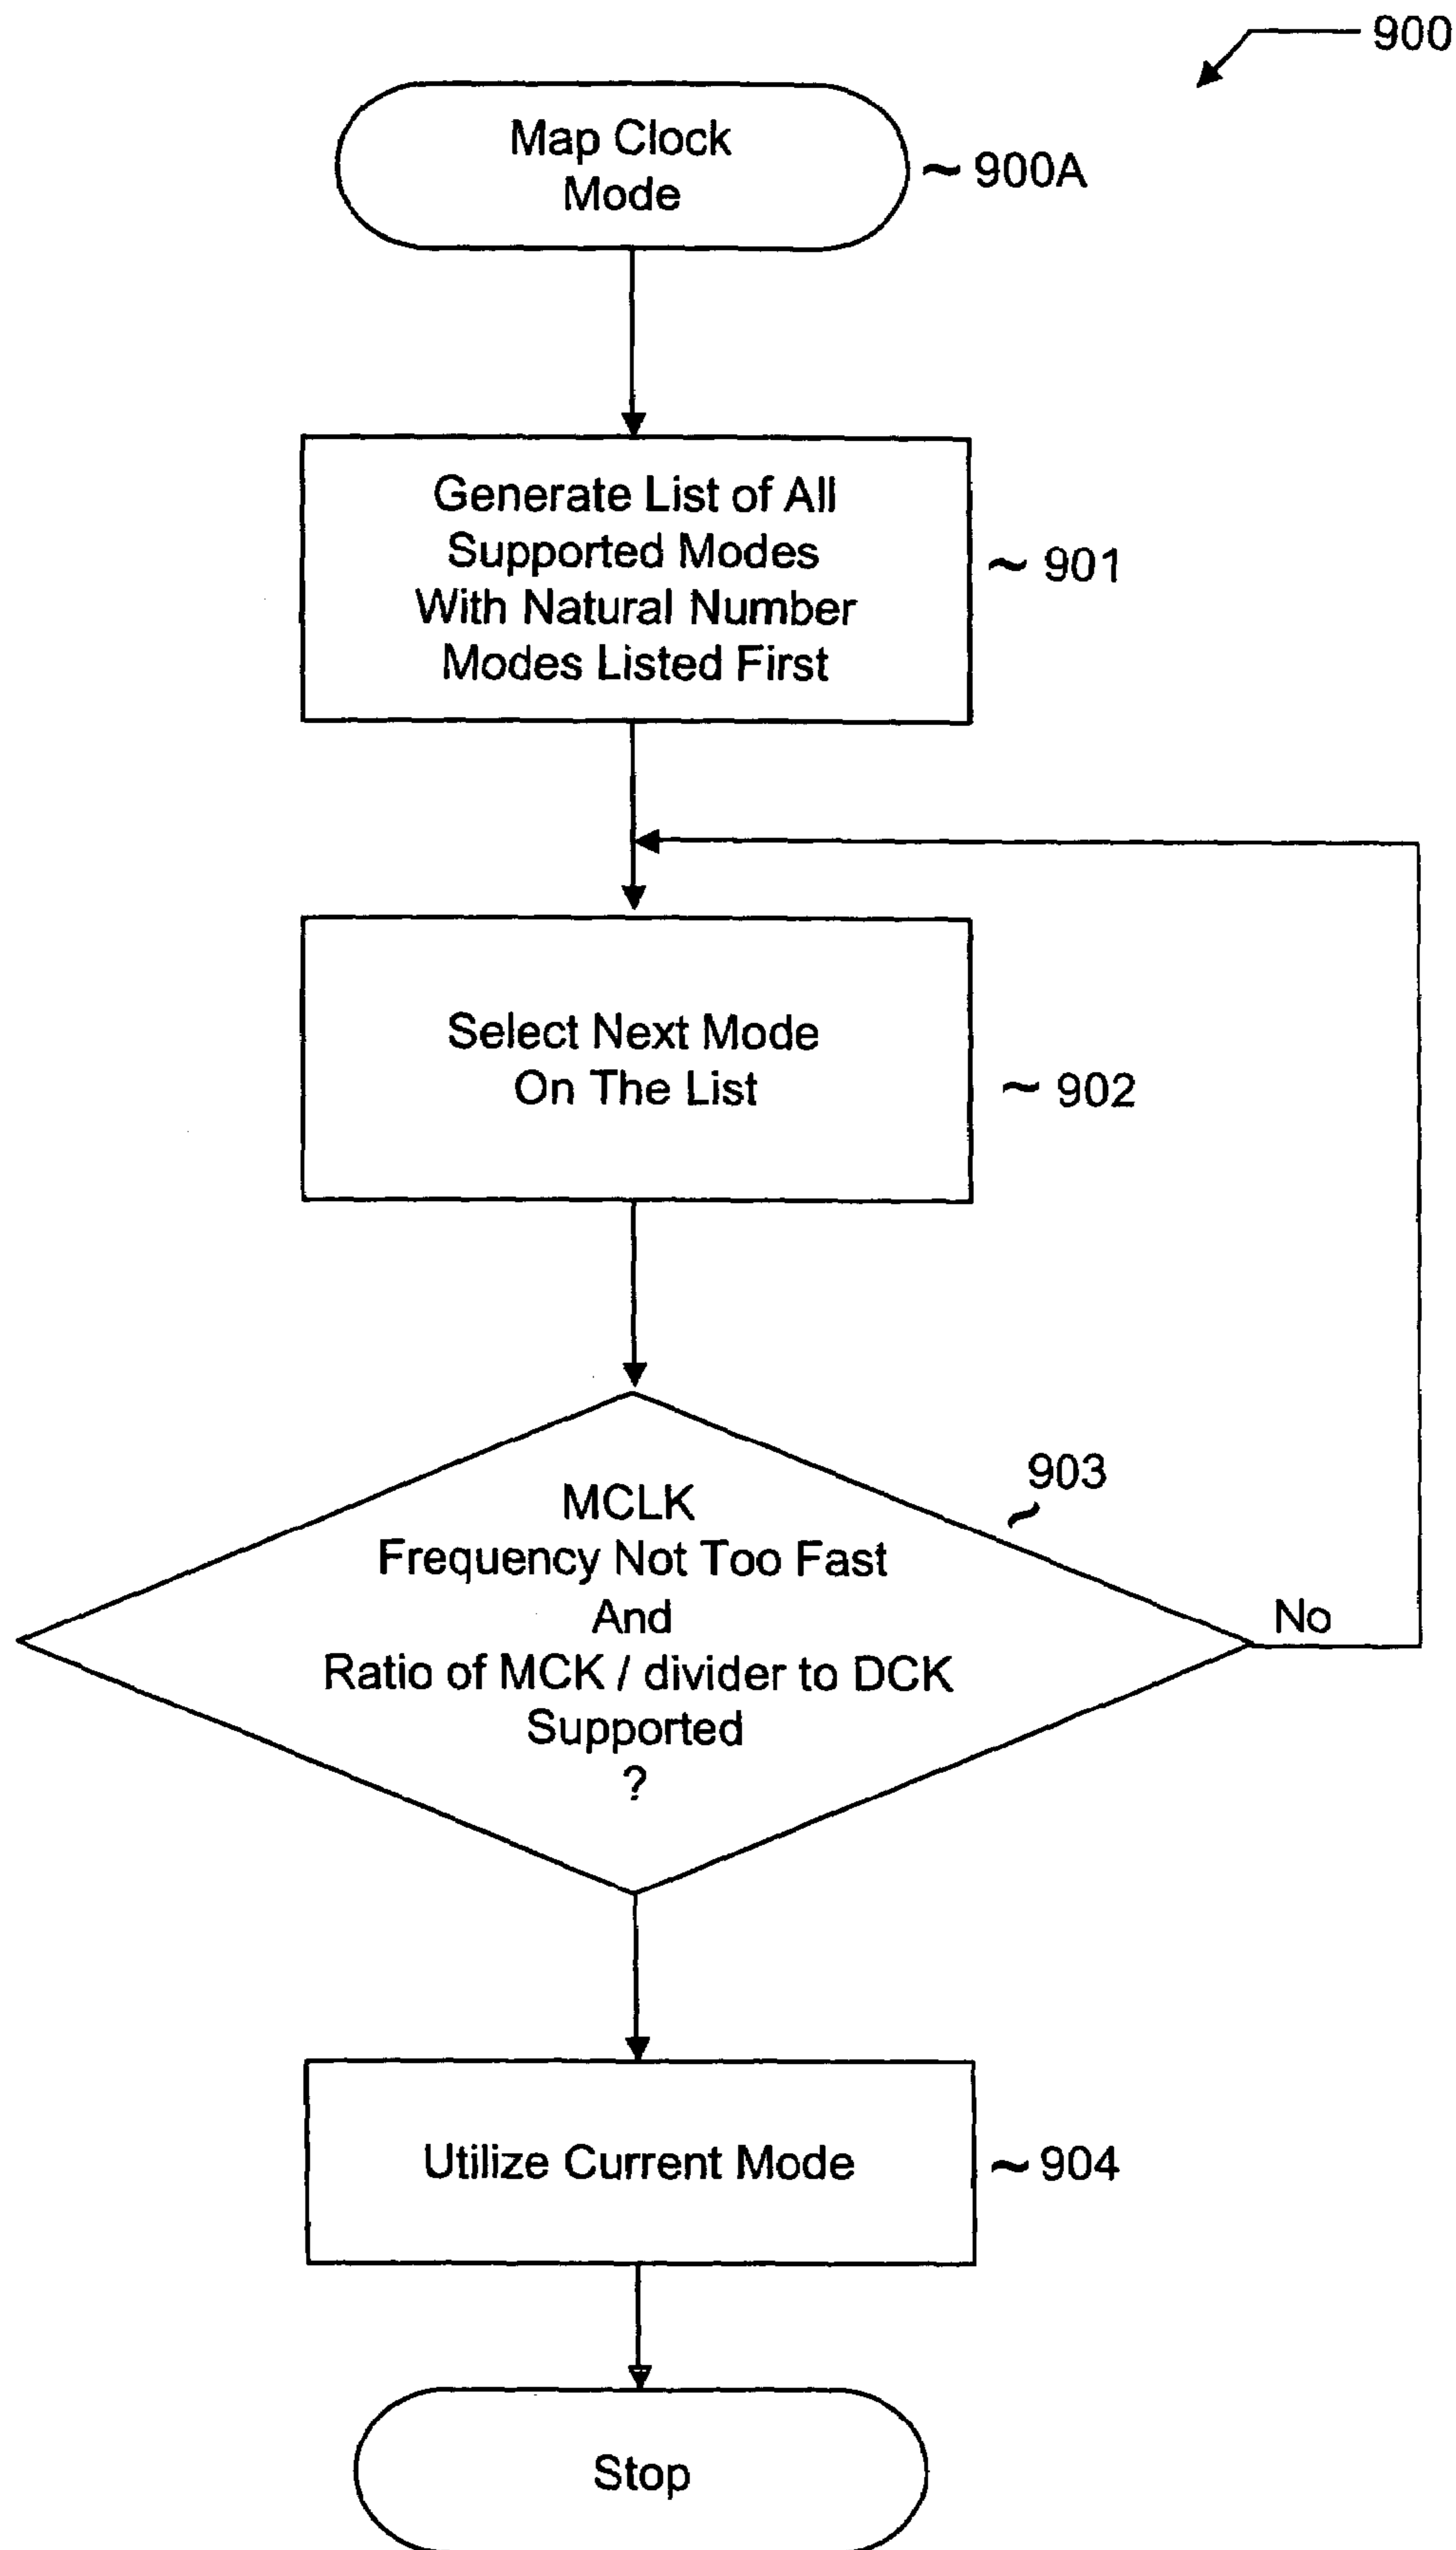 900
Map Clock
Mode
~ 900A
Generate List of All
Supported Modes
With Natural Number
Modes Listed First
~ 901
Select Next Mode
On The List
~ 902
903
~
MCLK
Frequency Not Too Fast
And
Ratio of MCK / divider to DCK
Supported
?
No
Utilize Current Mode
~ 904
Stop